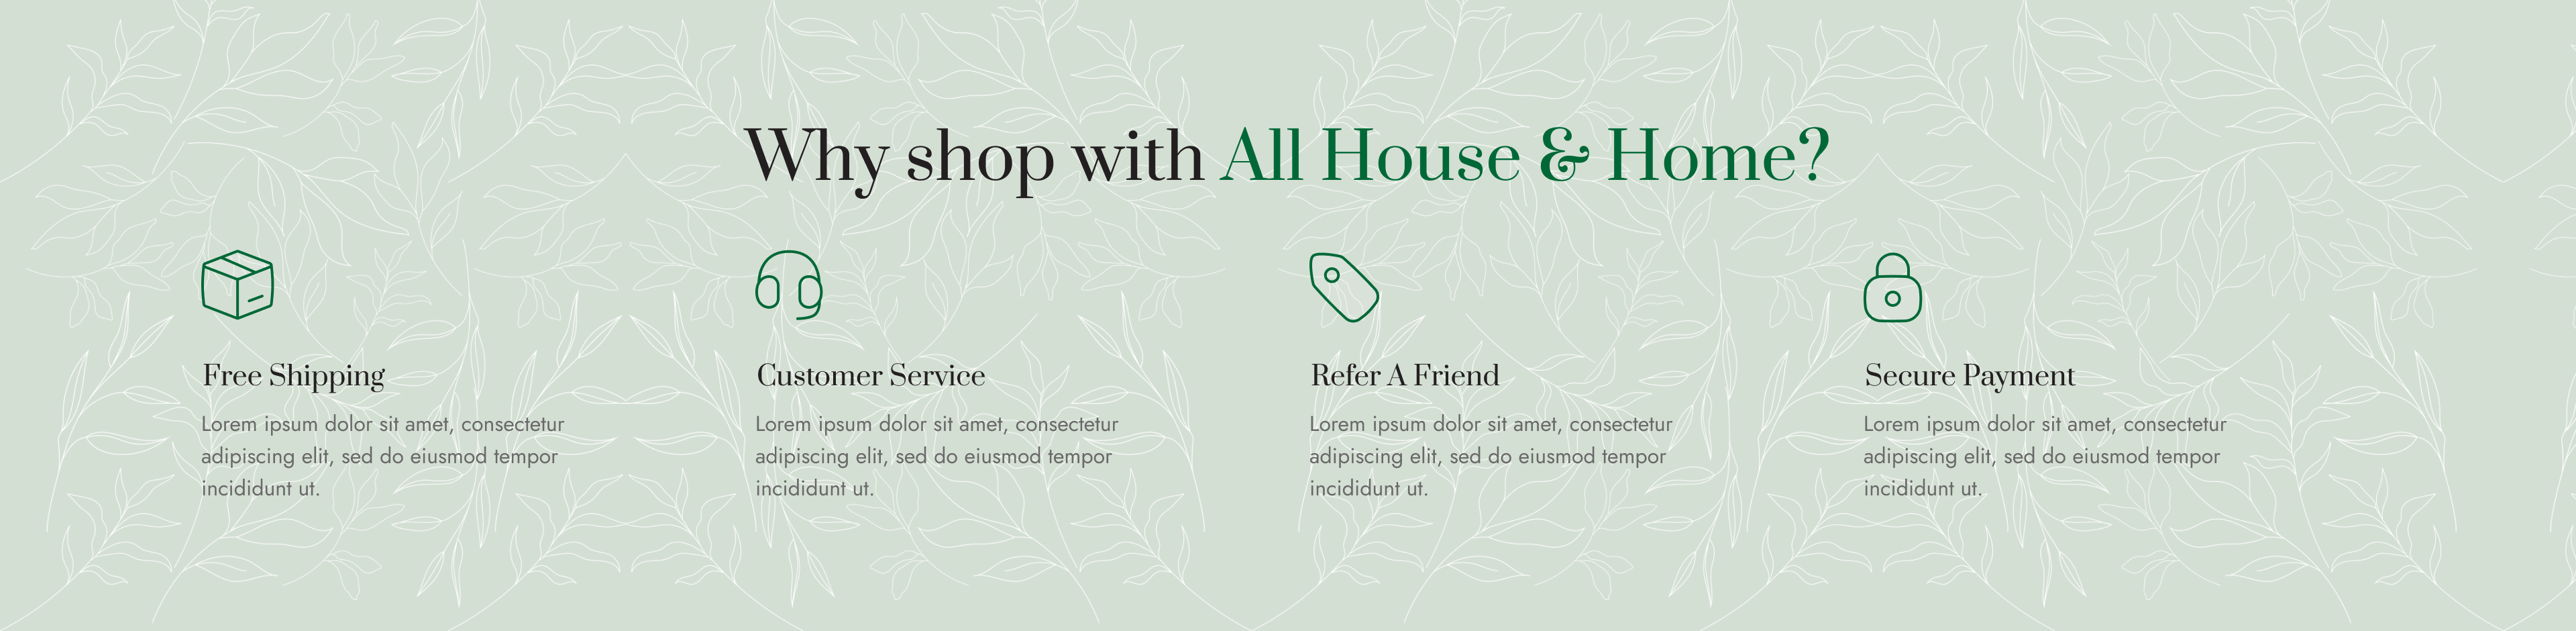 Why shop with All House & Home?
Free Shipping
Lorem ipsum dolor sit amet, consectetur
adipiscing elit, sed do eiusmod tempor
incididunt ut.
Customer Service
Lorem ipsum dolor sit amet, consectetur
adipiscing elit, sed do eiusmod tempor
incididunt ut.
Refer A Friend
Lorem ipsum dolor sit amet, consectetur
adipiscing elit, sed do eiusmod tempor
incididunt ut.
Secure Payment
Lorem ipsum dolor sit amet, consectetur
adipiscing elit, sed do eiusmod tempor
incididunt ut.